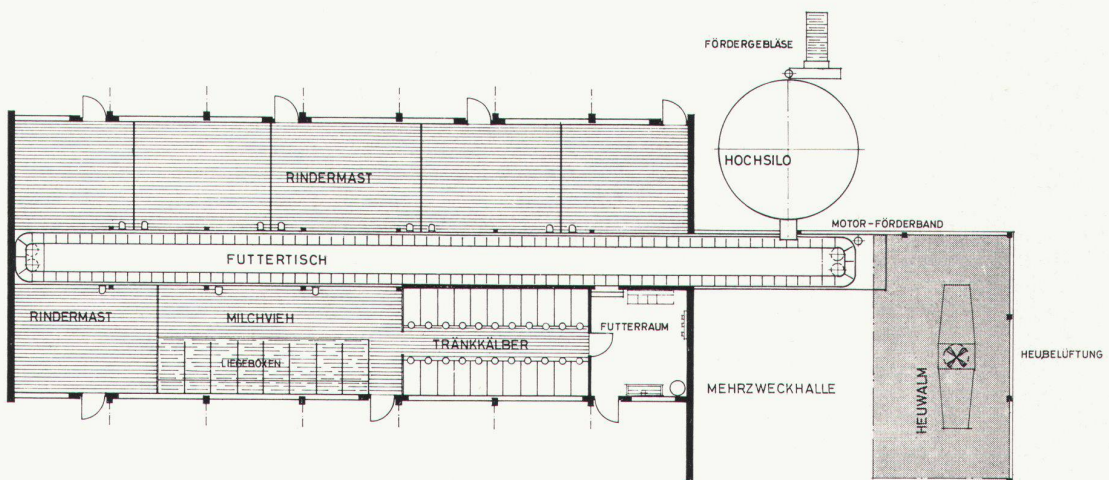 FÖRDERGEBLÄSE
HOCHSILO
RINDERMAST
MOTOR-FÖRDERBAND
FUTTERTISCH
RINDERMAST
MILCHVIEH
FUTTERRAUM
TRÄNKKÄLBER
HEUBELÜFTUNG
LIEGEBOXEN
MEHRZWECKHALLE
HEUWALM